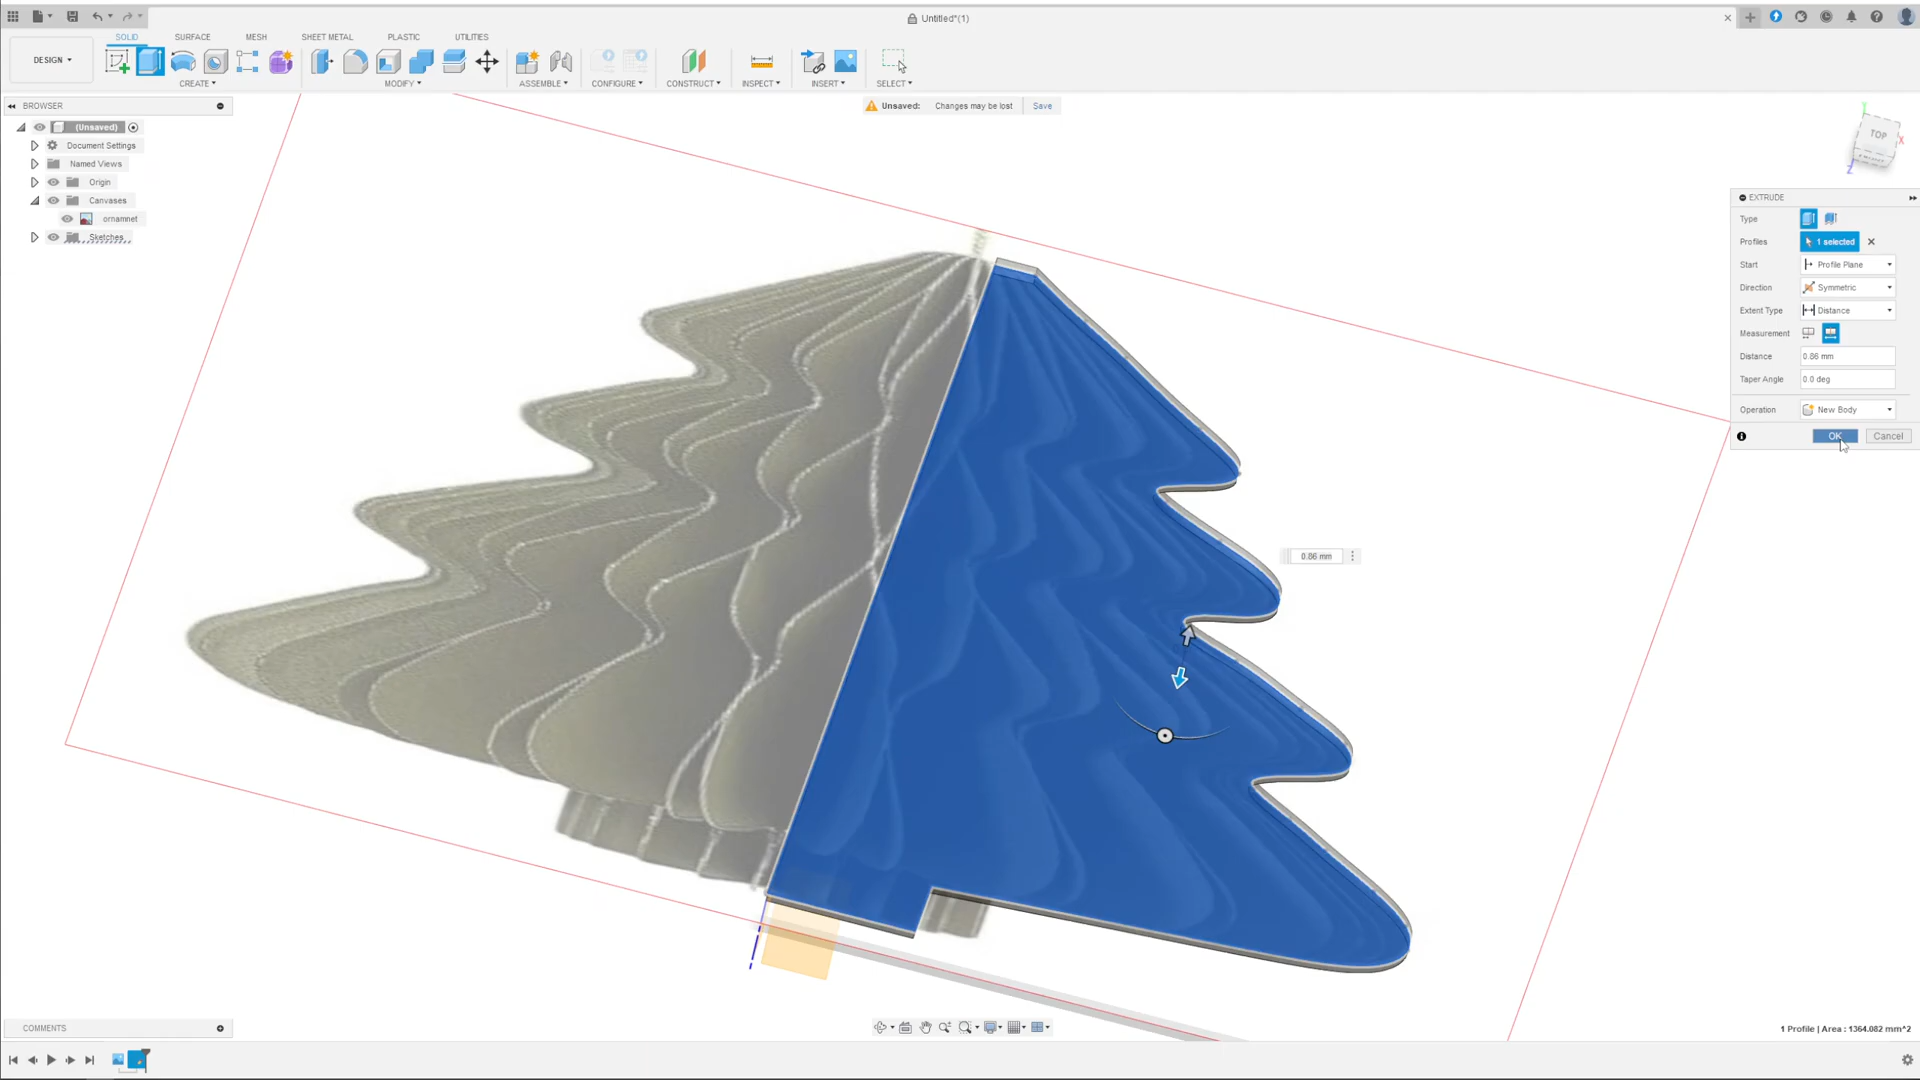 Untitled*(1)
SOLID SURFACE MESH SHEET METAL PLASTIC UTILITIES
DESIGN
CREATE MODIFY ASSEMBLE CONFIGURE CONSTRUCT INSPECT INSERT SELECT
BROWSER
Unsaved: Changes may be lost Save
(Unsaved)
Document Settings
Named Views
Origin
Canvases
ornamnet
Sketches
TOP
FRONT
X
Y
Z
EXTRUDE
Type
Profiles 1 selected
Start Profile Plane
Direction Symmetric
Extent Type Distance
Measurement
Distance 0.86 mm
Taper Angle 0.0 deg
Operation New Body
OK Cancel
0.86 mm
COMMENTS
1 Profile | Area : 1364.082 mm^2